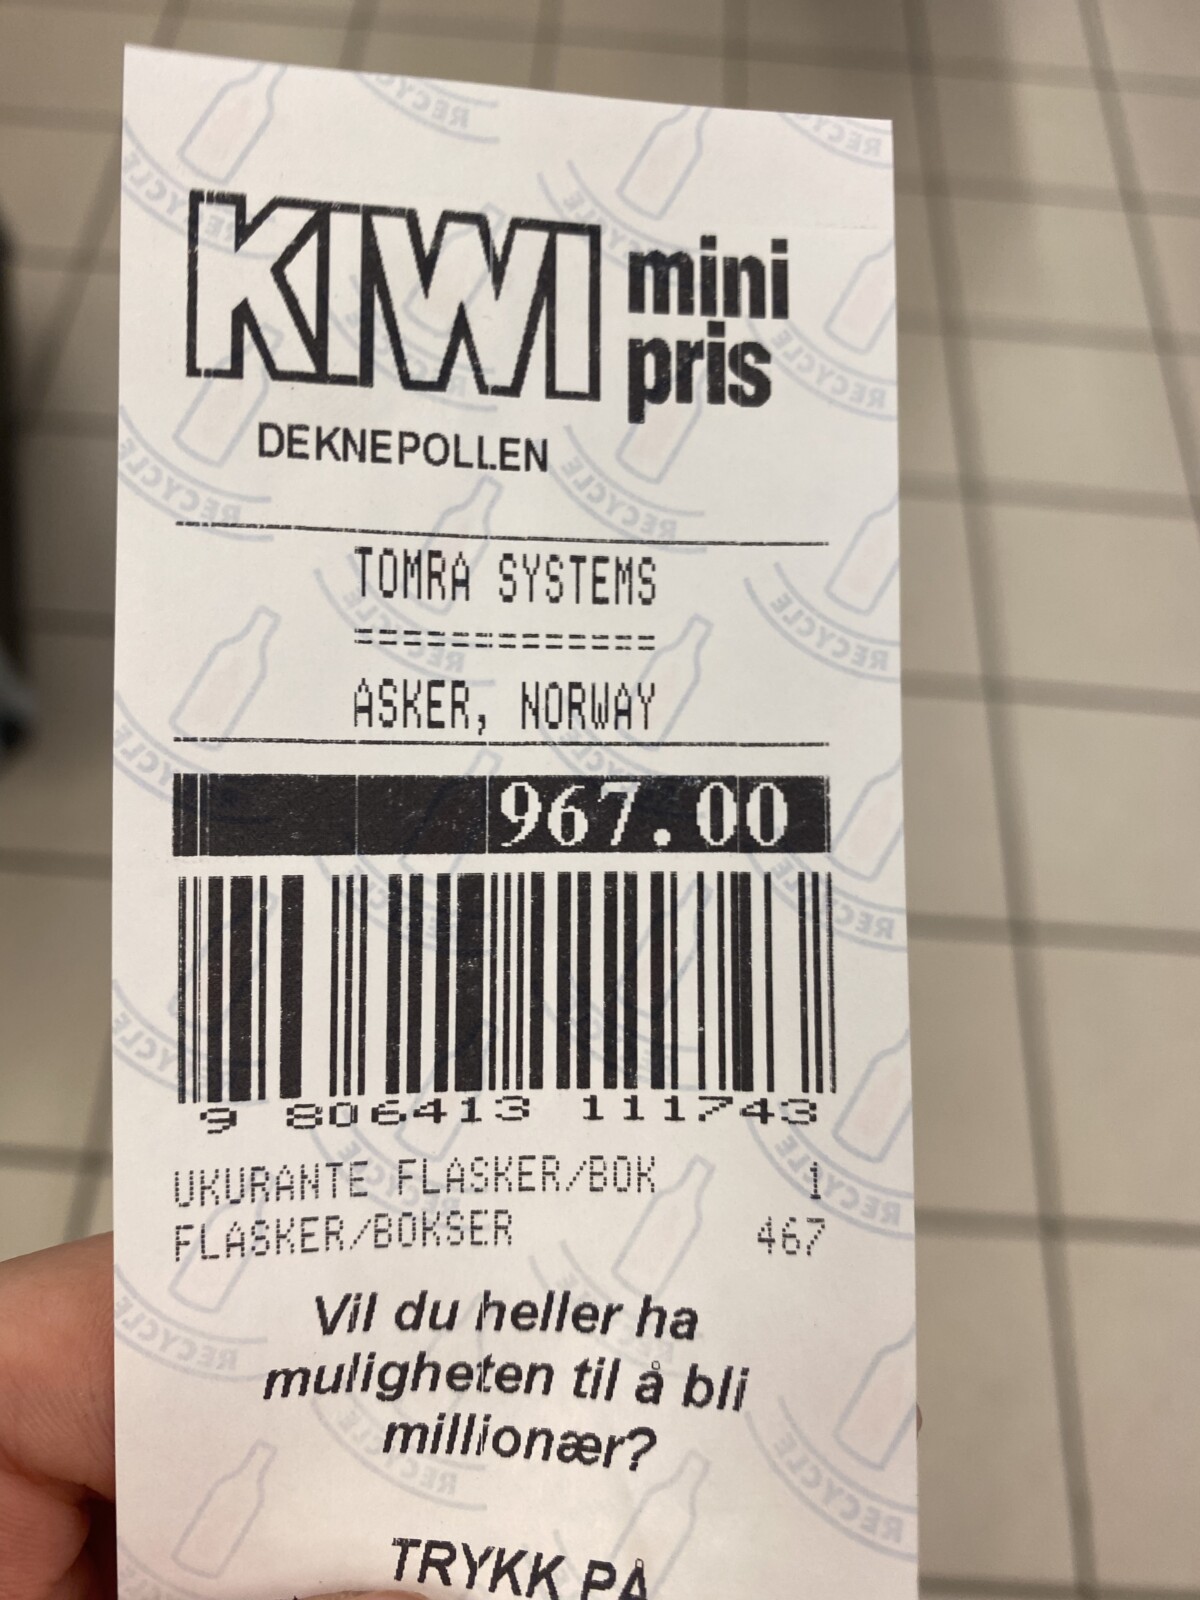 KIWI mini pris
DEKNEPOLLEN
TOMRA SYSTEMS
=============
ASKER, NORWAY
967.00
9 806413 111743
UKURANTE FLASKER/BOK 1
FLASKER/BOKSER 467
Vil du heller ha
muligheten til å bli
millionær?
TRYKK PÅ